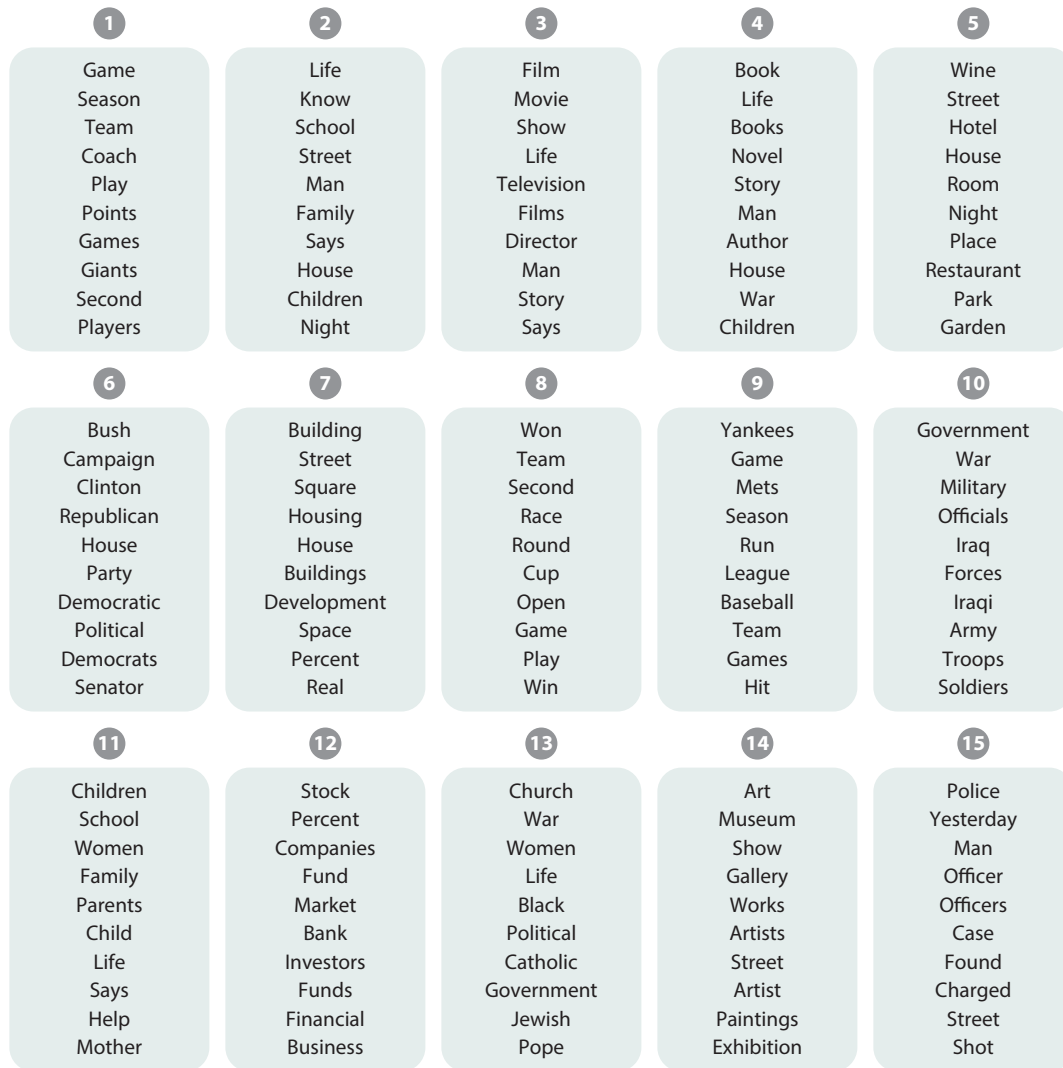 1
Game
Season
Team
Coach
Play
Points
Games
Giants
Second
Players
2
Life
Know
School
Street
Man
Family
Says
House
Children
Night
3
Film
Movie
Show
Life
Television
Films
Director
Man
Story
Says
4
Book
Life
Books
Novel
Story
Man
Author
House
War
Children
5
Wine
Street
Hotel
House
Room
Night
Place
Restaurant
Park
Garden
6
Bush
Campaign
Clinton
Republican
House
Party
Democratic
Political
Democrats
Senator
7
Building
Street
Square
Housing
House
Buildings
Development
Space
Percent
Real
8
Won
Team
Second
Race
Round
Cup
Open
Game
Play
Win
9
Yankees
Game
Mets
Season
Run
League
Baseball
Team
Games
Hit
10
Government
War
Military
Officials
Iraq
Forces
Iraqi
Army
Troops
Soldiers
11
Children
School
Women
Family
Parents
Child
Life
Says
Help
Mother
12
Stock
Percent
Companies
Fund
Market
Bank
Investors
Funds
Financial
Business
13
Church
War
Women
Life
Black
Political
Catholic
Government
Jewish
Pope
14
Art
Museum
Show
Gallery
Works
Artists
Street
Artist
Paintings
Exhibition
15
Police
Yesterday
Man
Officer
Officers
Case
Found
Charged
Street
Shot